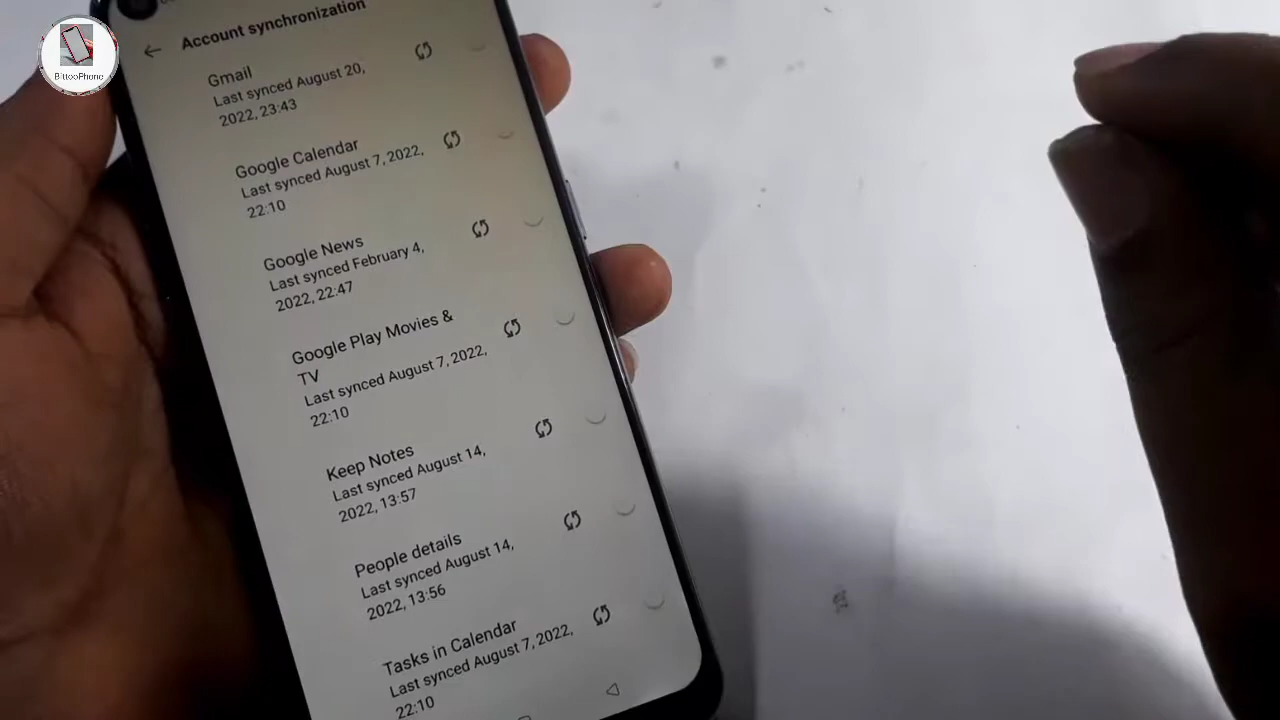 BittooPhone
Account synchronization
Gmail
Last synced August 20,
2022, 23:43
Google Calendar
Last synced August 7, 2022,
22:10
Google News
Last synced February 4,
2022, 22:47
Google Play Movies &
TV
Last synced August 7, 2022,
22:10
Keep Notes
Last synced August 14,
2022, 13:57
People details
Last synced August 14,
2022, 13:56
Tasks in Calendar
Last synced August 7, 2022,
22:10